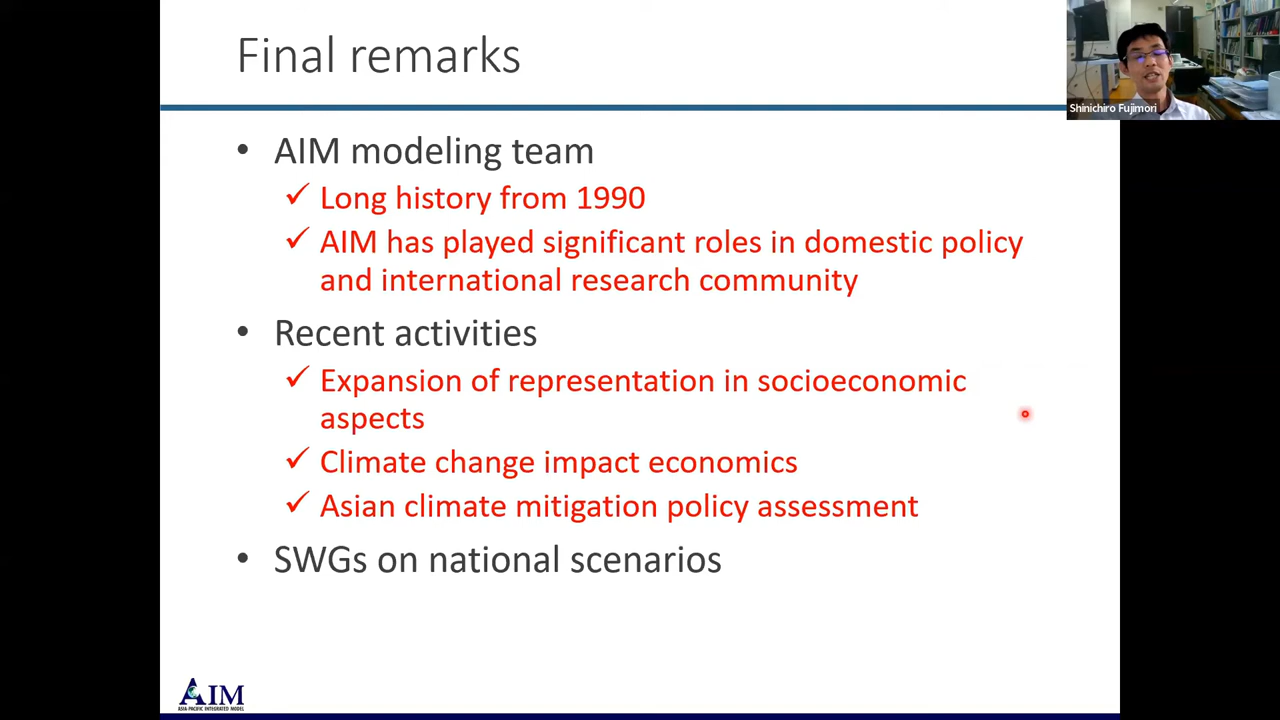 Final remarks
Shinichiro Fujimori
• AIM modeling team
✓ Long history from 1990
✓ AIM has played significant roles in domestic policy
and international research community
• Recent activities
✓ Expansion of representation in socioeconomic
aspects
✓ Climate change impact economics
✓ Asian climate mitigation policy assessment
• SWGs on national scenarios
AIM
ASIA-PACIFIC INTEGRATED MODEL